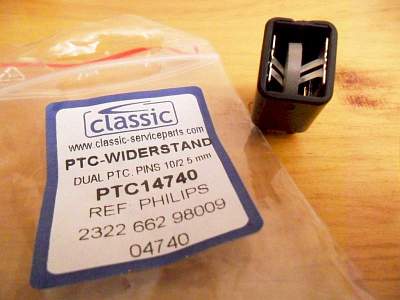 classic
www.classic-serviceparts.com
PTC-WIDERSTAND
DUAL PTC. PINS 10/2.5 mm
PTC14740
REF PHILIPS
2322 662 98009
04740